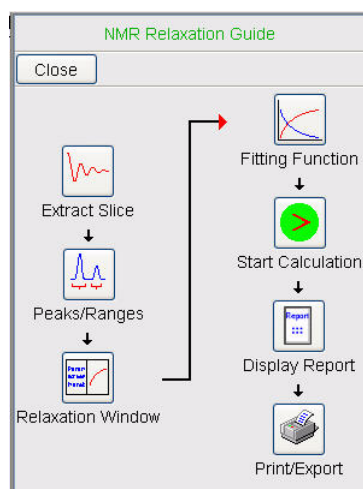 NMR Relaxation Guide
Close
Extract Slice
Peaks/Ranges
Relaxation Window
Fitting Function
Start Calculation
Report
Display Report
Print/Export